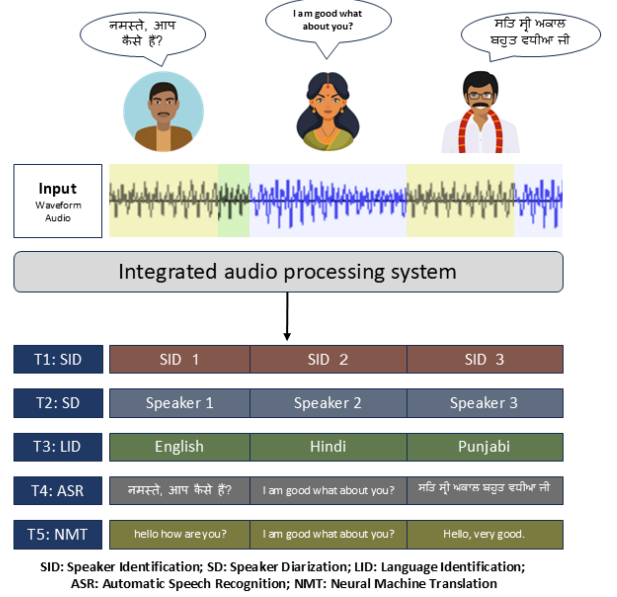 नमस्ते, आप
कैसे हैं?
I am good what
about you?
ਸਤਿ ਸ੍ਰੀ ਅਕਾਲ
ਬਹੁਤ ਵਧੀਆ ਜੀ
Input
Waveform
Audio
Integrated audio processing system
T1: SID SID 1 SID 2 SID 3
T2: SD Speaker 1 Speaker 2 Speaker 3
T3: LID English Hindi Punjabi
T4: ASR नमस्ते, आप कैसे हैं? I am good what about you? ਸਤਿ ਸ੍ਰੀ ਅਕਾਲ ਬਹੁਤ ਵਧੀਆ ਜੀ
T5: NMT hello how are you? I am good what about you? Hello, very good.
SID: Speaker Identification; SD: Speaker Diarization; LID: Language Identification;
ASR: Automatic Speech Recognition; NMT: Neural Machine Translation